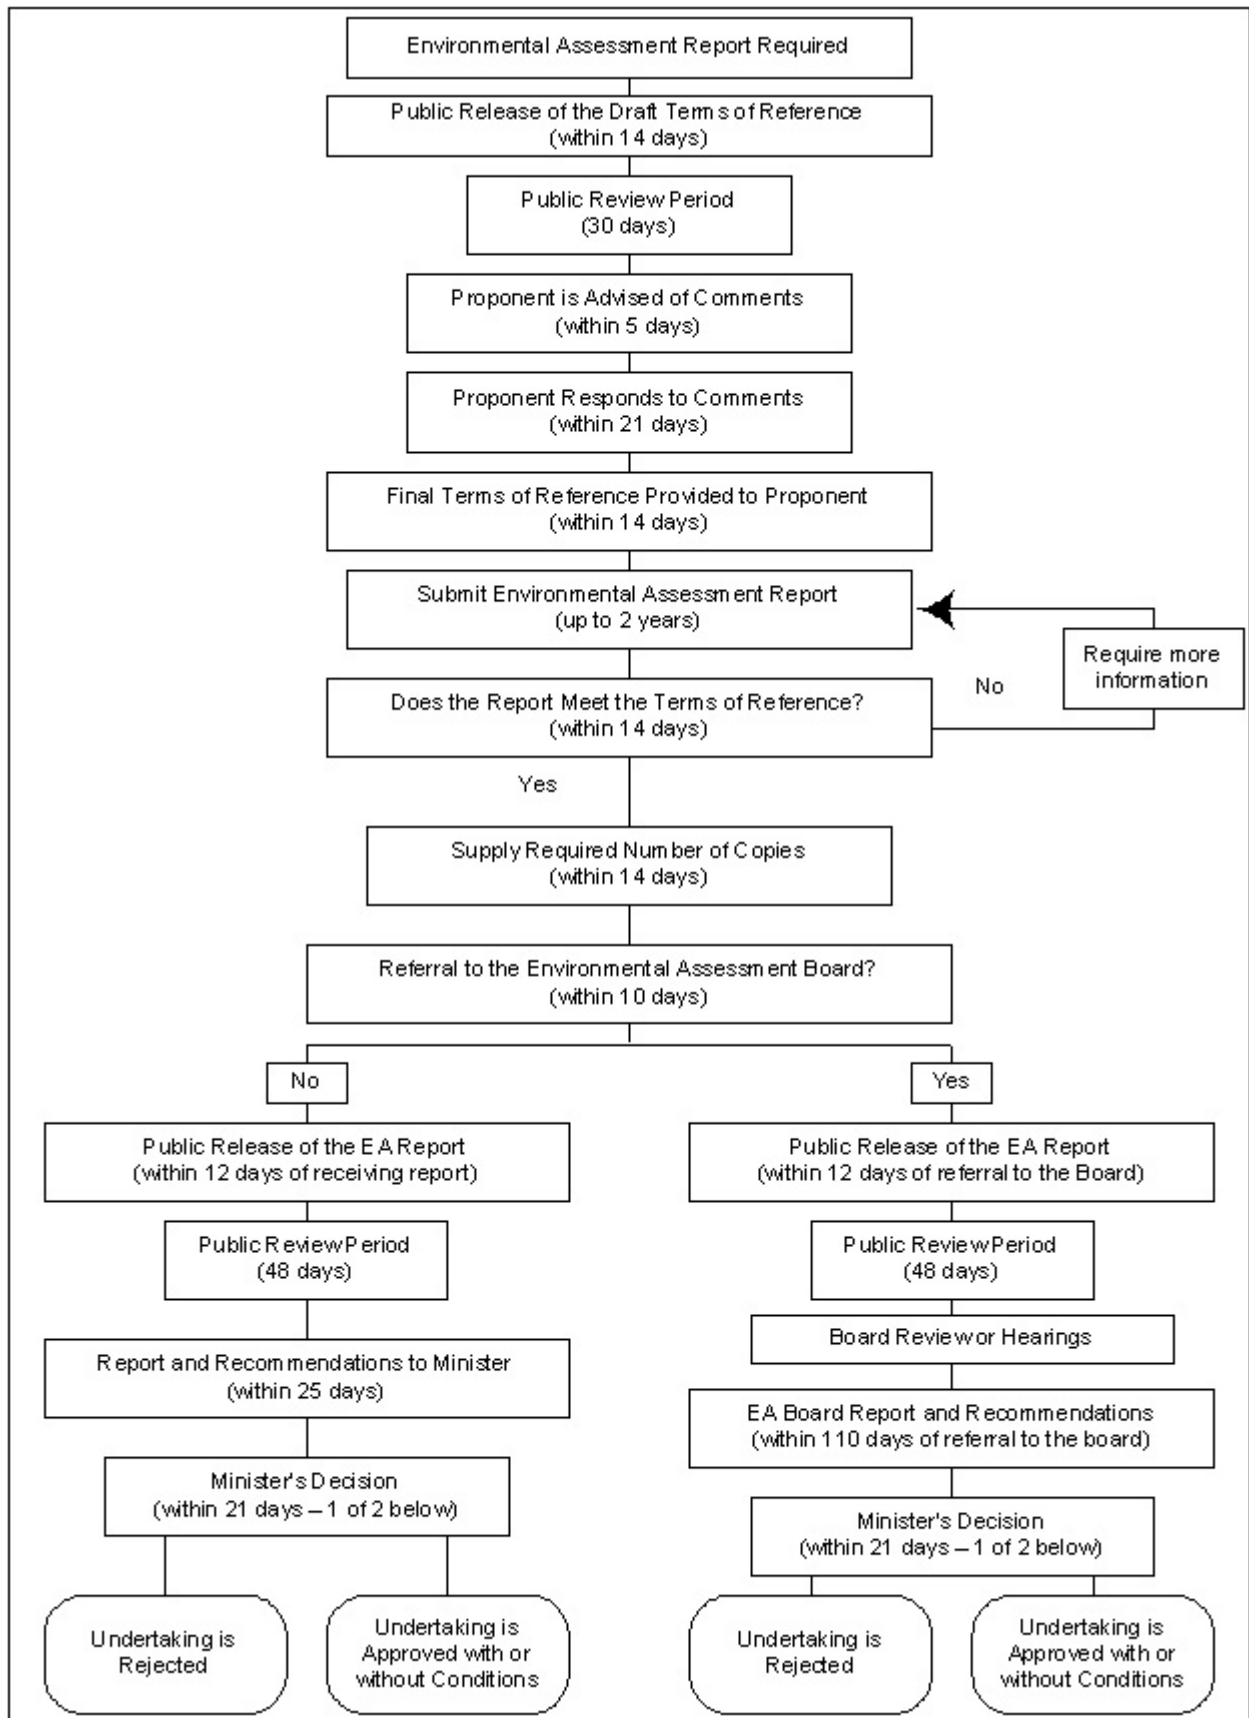 Environmental Assessment Report Required
Public Release of the Draft Terms of Reference
(within 14 days)
Public Review Period
(30 days)
Proponent is Advised of Comments
(within 5 days)
Proponent Responds to Comments
(within 21 days)
Final Terms of Reference Provided to Proponent
(within 14 days)
Submit Environmental Assessment Report
(up to 2 years)
Require more
information
No
Does the Report Meet the Terms of Reference?
(within 14 days)
Yes
Supply Required Number of Copies
(within 14 days)
Referral to the Environmental Assessment Board?
(within 10 days)
No
Public Release of the EA Report
(within 12 days of receiving report)
Public Review Period
(48 days)
Report and Recommendations to Minister
(within 25 days)
Minister's Decision
(within 21 days – 1 of 2 below)
Undertaking is
Rejected
Undertaking is
Approved with or
without Conditions
Yes
Public Release of the EA Report
(within 12 days of referral to the Board)
Public Review Period
(48 days)
Board Review or Hearings
EA Board Report and Recommendations
(within 110 days of referral to the board)
Minister's Decision
(within 21 days – 1 of 2 below)
Undertaking is
Rejected
Undertaking is
Approved with or
without Conditions